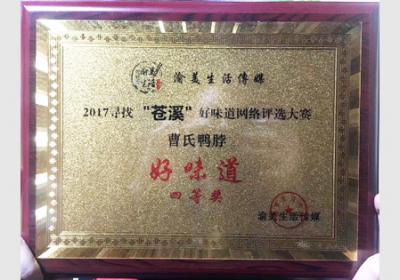 渝美生活傳媒
2017寻找“苍溪”好味道网络评选大赛
曹氏鸭脖
好味道
四等奖
渝美生活传媒